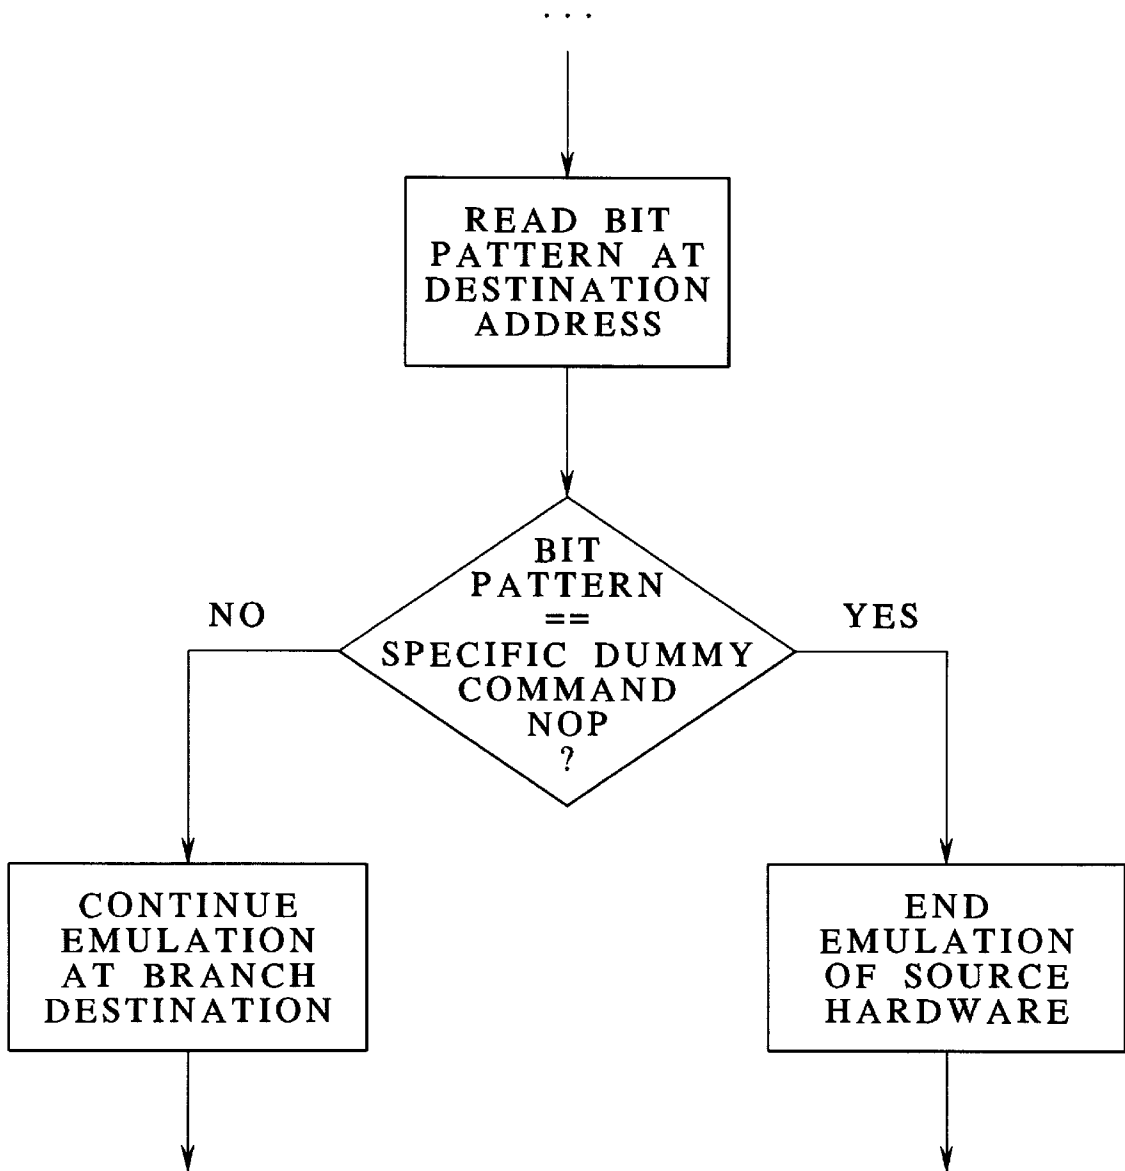 . . .
READ BIT
PATTERN AT
DESTINATION
ADDRESS
BIT
PATTERN
==
SPECIFIC DUMMY
COMMAND
NOP
?
NO
YES
CONTINUE
EMULATION
AT BRANCH
DESTINATION
END
EMULATION
OF SOURCE
HARDWARE